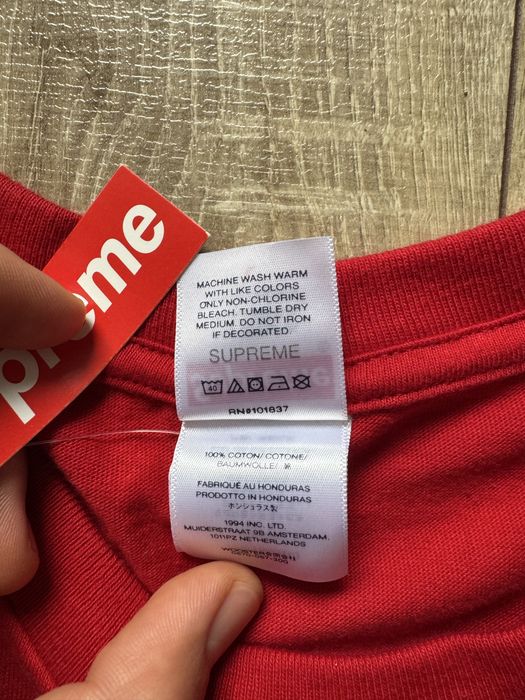 Supreme
MACHINE WASH WARM
WITH LIKE COLORS
ONLY NON-CHLORINE
BLEACH. TUMBLE DRY
MEDIUM. DO NOT IRON
IF DECORATED.
SUPREME
40
RN#101837
100% COTON/ COTONE/
BAUMWOLLE/ 綿
FABRIQUÉ AU HONDURAS
PRODOTTO IN HONDURAS
ホンジュラス製
1994 INC. LTD.
MUIDERSTRAAT 9B AMSTERDAM,
1011PZ NETHERLANDS